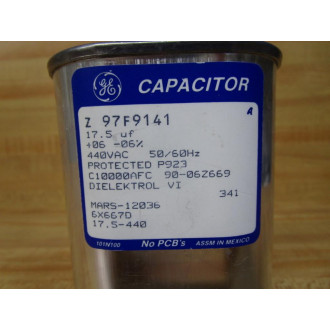 GE CAPACITOR
A
Z 97F9141
17.5 uf
+06 -06%
440VAC 50/60Hz
PROTECTED P923
C10000AFC 90-06Z669
DIELEKTROL VI
341
MARS-12036
6X667D
17.5-440
181N100 No PCB's ASSM IN MEXICO